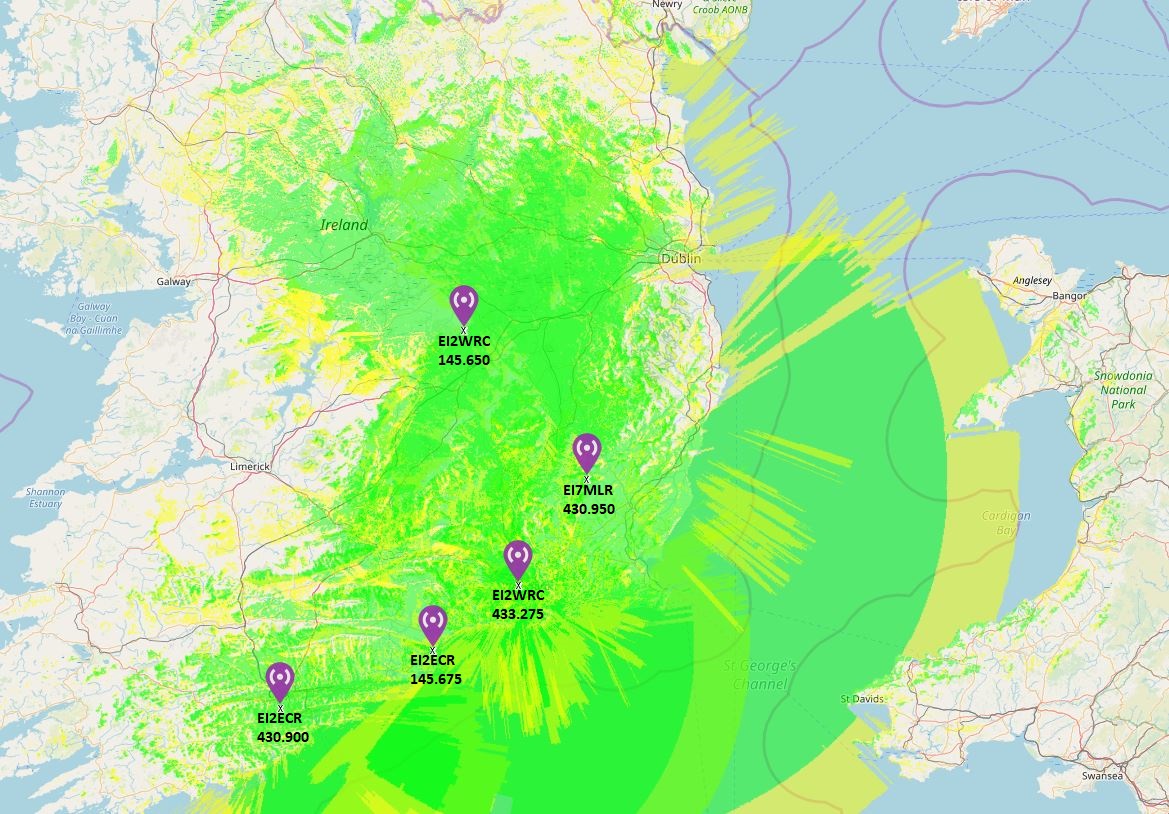 Newry
Croob AONB
Ireland
Dublin
Galway
Galway
Bay - Cuan
na Gaillimhe
Anglesey
Bangor
EI2WRC
145.650
Snowdonia
National
Park
Limerick
EI7MLR
430.950
Shannon
Estuary
Cardigan
Bay
EI2WRC
433.275
EI2ECR
145.675
St George's
Channel
St Davids
EI2ECR
430.900
Swansea